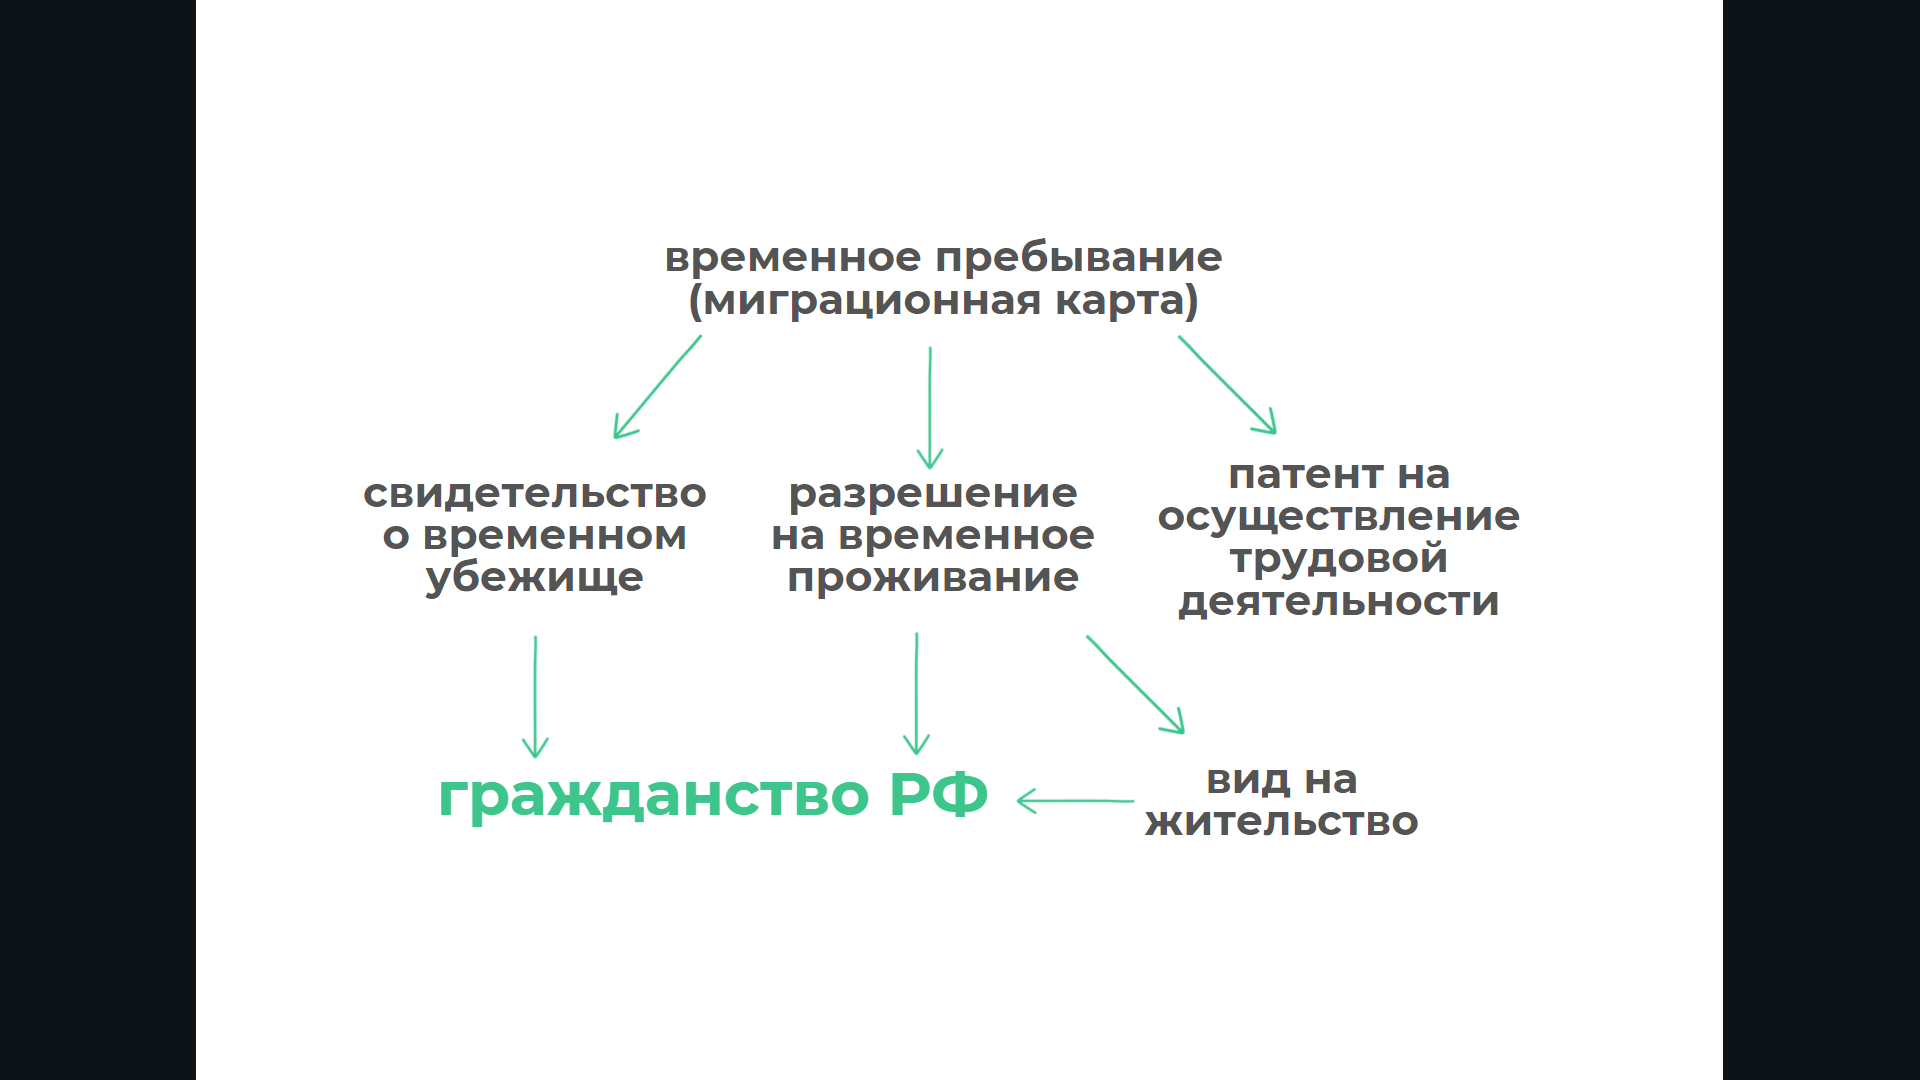 временное пребывание
(миграционная карта)
свидетельство
о временном
убежище
разрешение
на временное
проживание
патент на
осуществление
трудовой
деятельности
гражданство РФ
вид на
жительство